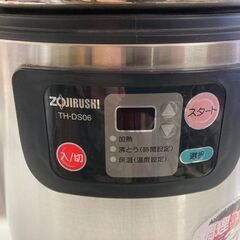 ZOJIRUSHI
TH-DS06
スタート
加熱
沸とう(時間設定)
保温(温度設定)
入/切
選択